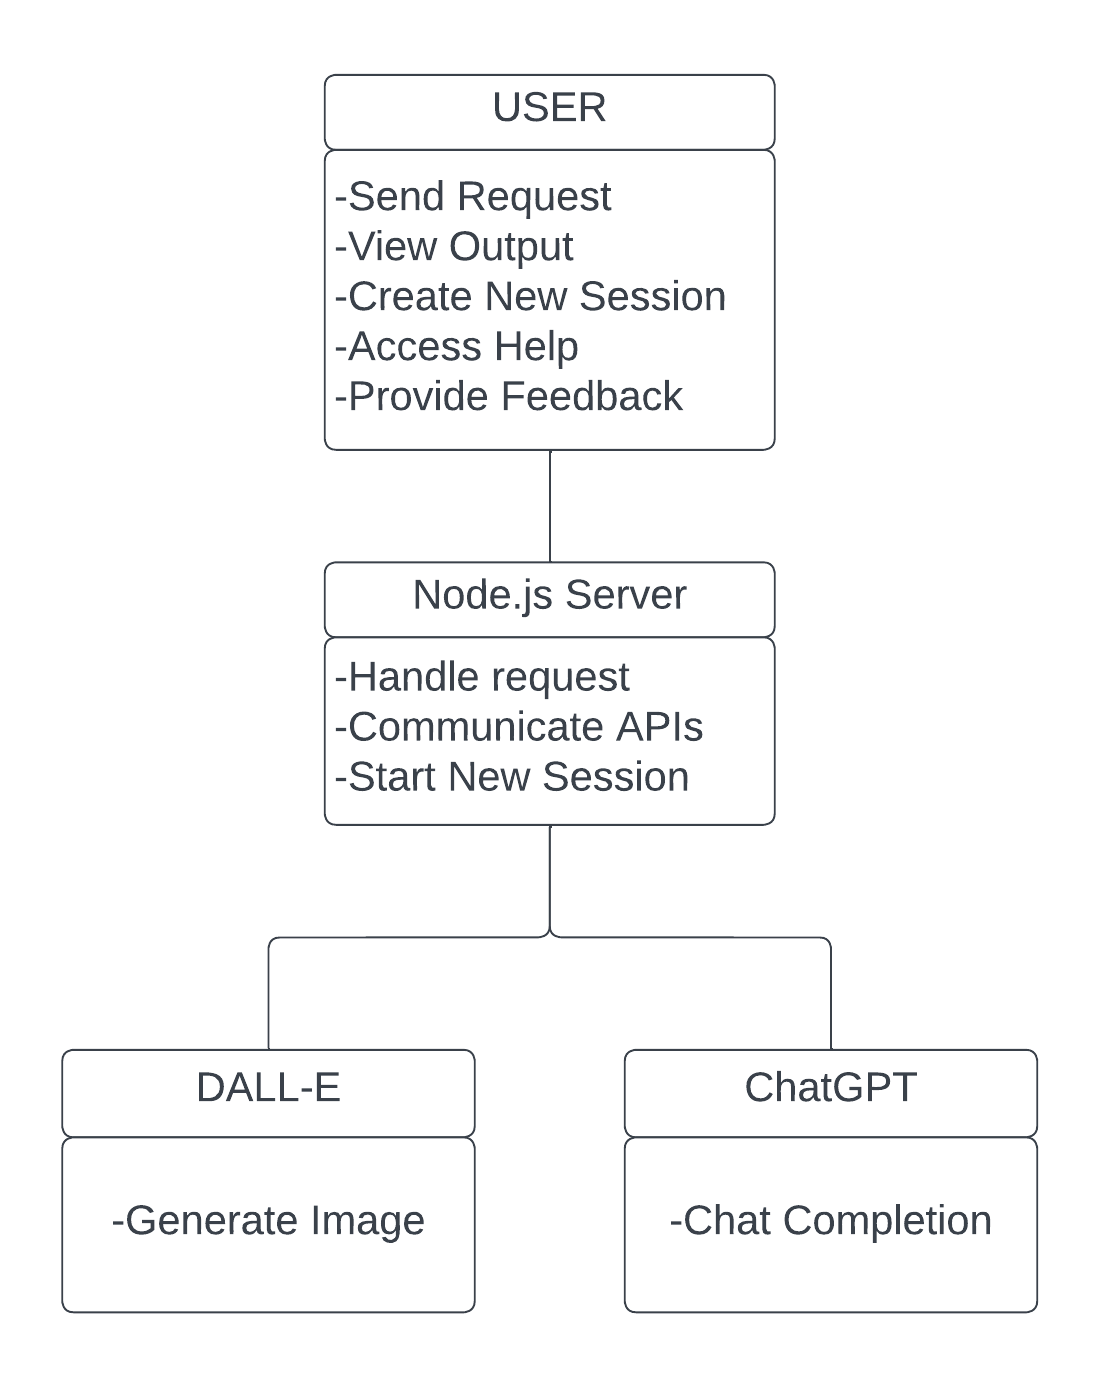 USER
-Send Request
-View Output
-Create New Session
-Access Help
-Provide Feedback
Node.js Server
-Handle request
-Communicate APIs
-Start New Session
DALL-E
-Generate Image
ChatGPT
-Chat Completion